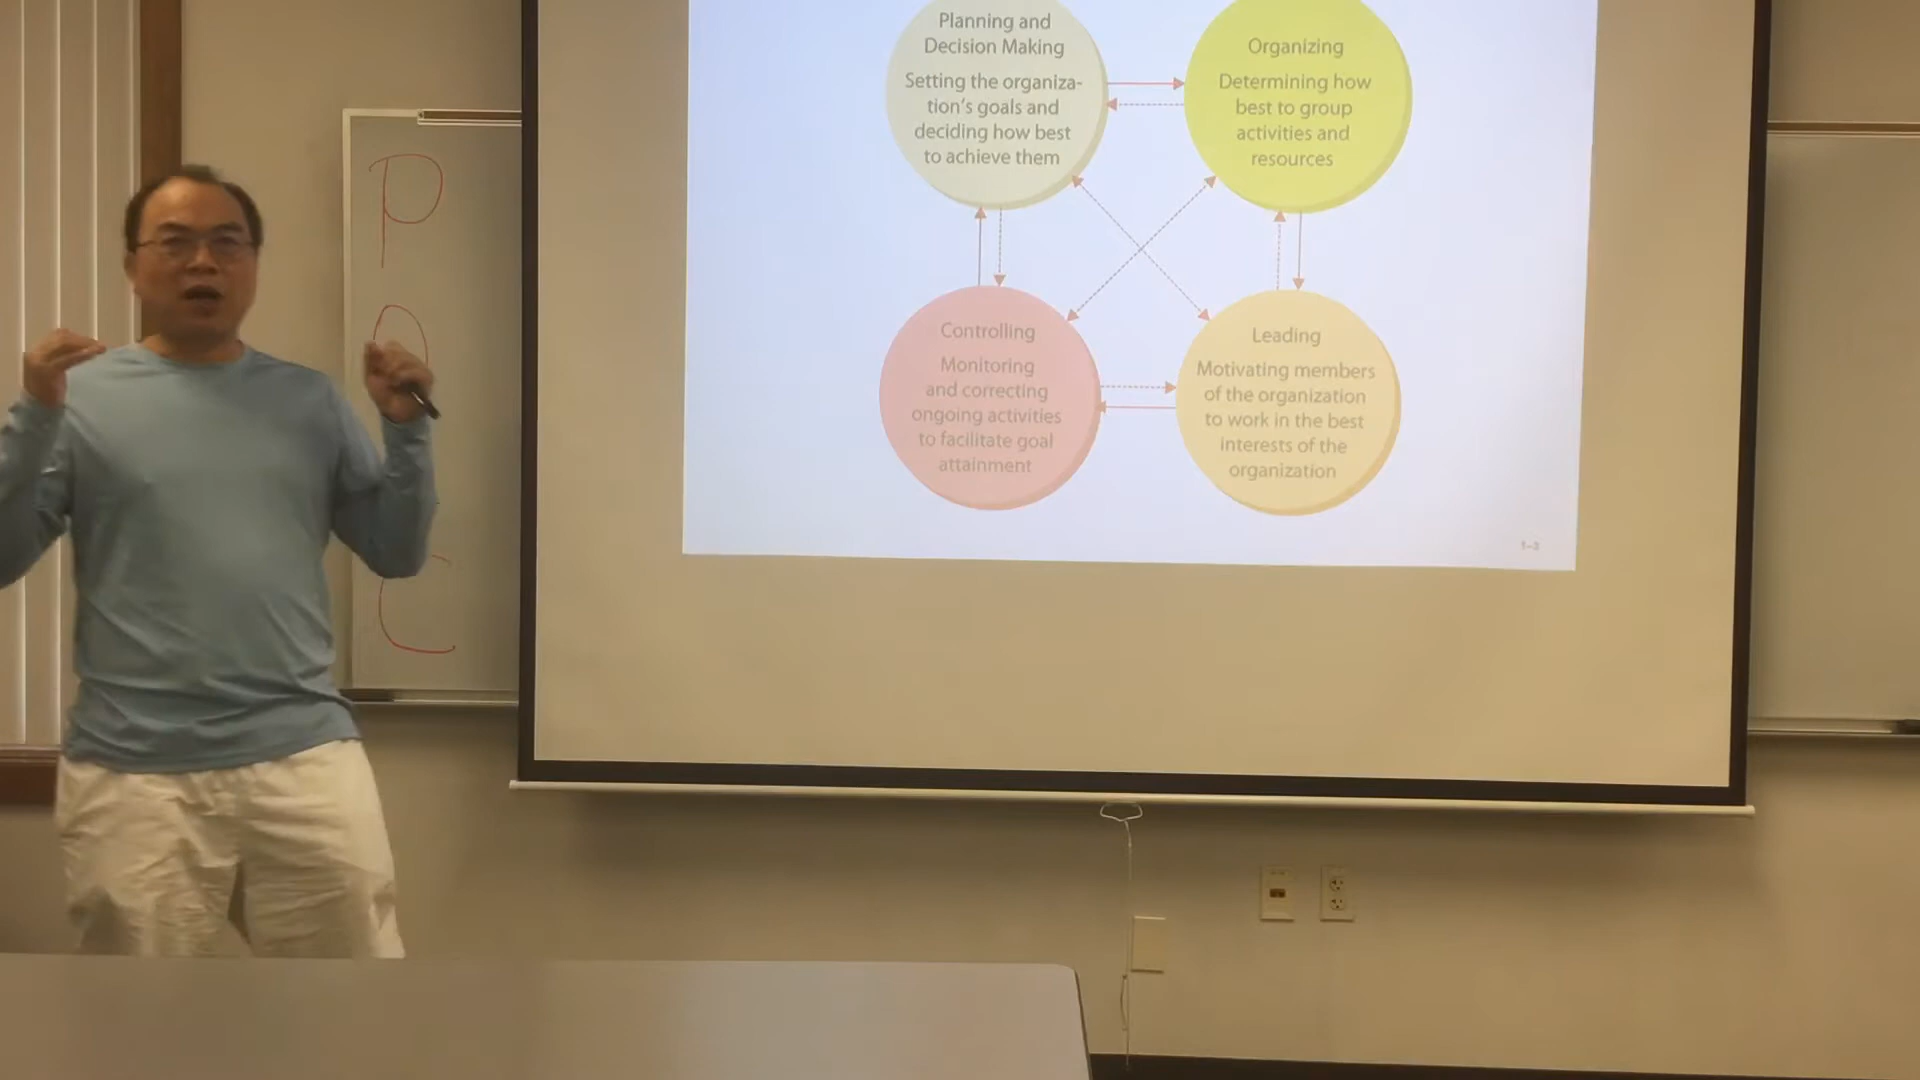 Planning and
Decision Making
Setting the organiza-
tion's goals and
deciding how best
to achieve them
Organizing
Determining how
best to group
activities and
resources
Controlling
Monitoring
and correcting
ongoing activities
to facilitate goal
attainment
Leading
Motivating members
of the organization
to work in the best
interests of the
organization
1–3
P
O
C